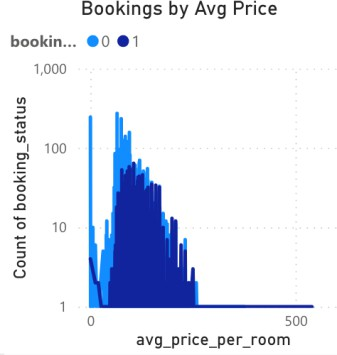 Bookings by Avg Price
bookin... 0 1
1,000
100
10
1
0 500
Count of booking_status
avg_price_per_room